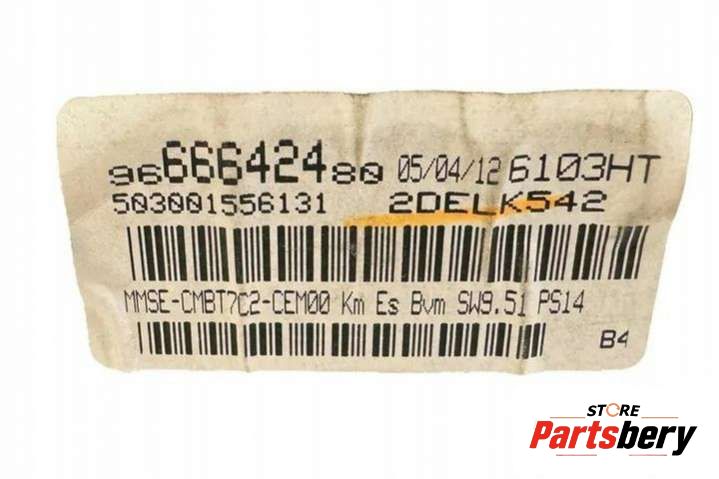 9666642480 05/04/12 6103HT
503001556131 2DELK542
MMSE-CMBT7C2-CEM00 Km Es Bvm SW9.51 PS14
B4
STORE
Partsbery